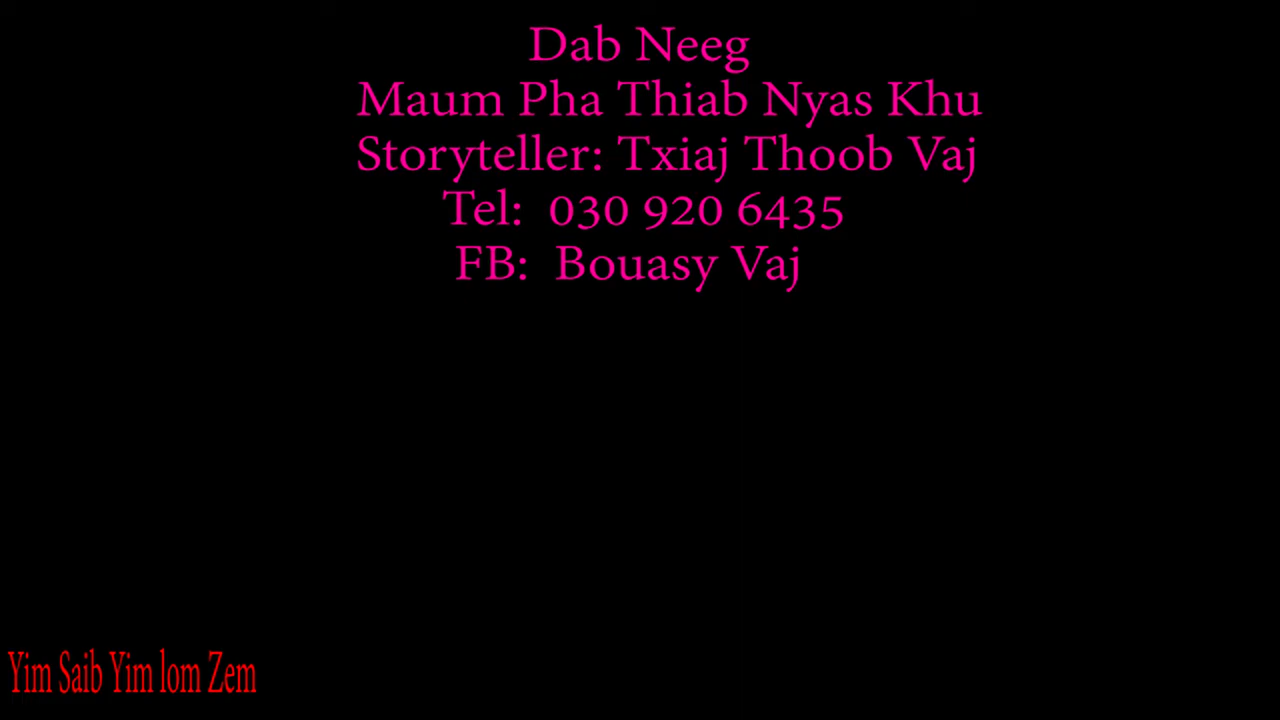 Dab Neeg
Maum Pha Thiab Nyas Khu
Storyteller: Txiaj Thoob Vaj
Tel: 030 920 6435
FB: Bouasy Vaj
Yim Saib Yim lom Zem